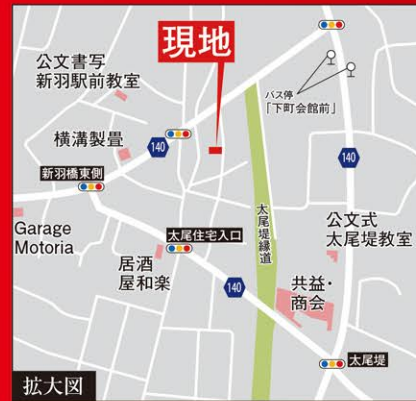 現地
公文書写
新羽駅前教室
バス停
「下町会館前」
横溝製畳
140
140
新羽橋東側
太尾堤緑道
公文式
太尾堤教室
Garage
Motoria
太尾住宅入口
居酒
屋和楽
140
共益・
商会
太尾堤
拡大図